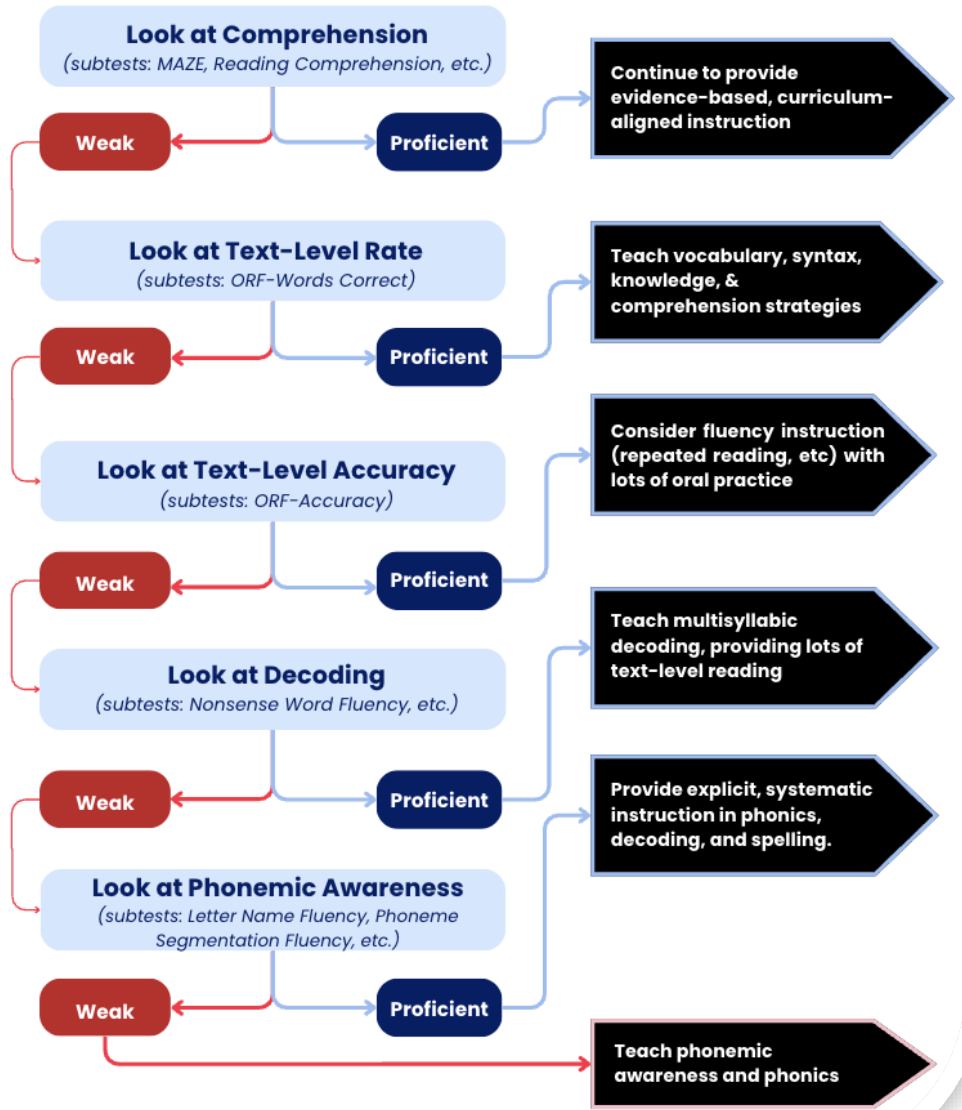 Look at Comprehension
(subtests: MAZE, Reading Comprehension, etc.)
Weak
Proficient
Continue to provide
evidence-based, curriculum-
aligned instruction
Look at Text-Level Rate
(subtests: ORF-Words Correct)
Weak
Proficient
Teach vocabulary, syntax,
knowledge, &
comprehension strategies
Look at Text-Level Accuracy
(subtests: ORF-Accuracy)
Weak
Proficient
Consider fluency instruction
(repeated reading, etc) with
lots of oral practice
Look at Decoding
(subtests: Nonsense Word Fluency, etc.)
Weak
Proficient
Teach multisyllabic
decoding, providing lots of
text-level reading
Look at Phonemic Awareness
(subtests: Letter Name Fluency, Phoneme
Segmentation Fluency, etc.)
Weak
Proficient
Provide explicit, systematic
instruction in phonics,
decoding, and spelling.
Teach phonemic
awareness and phonics